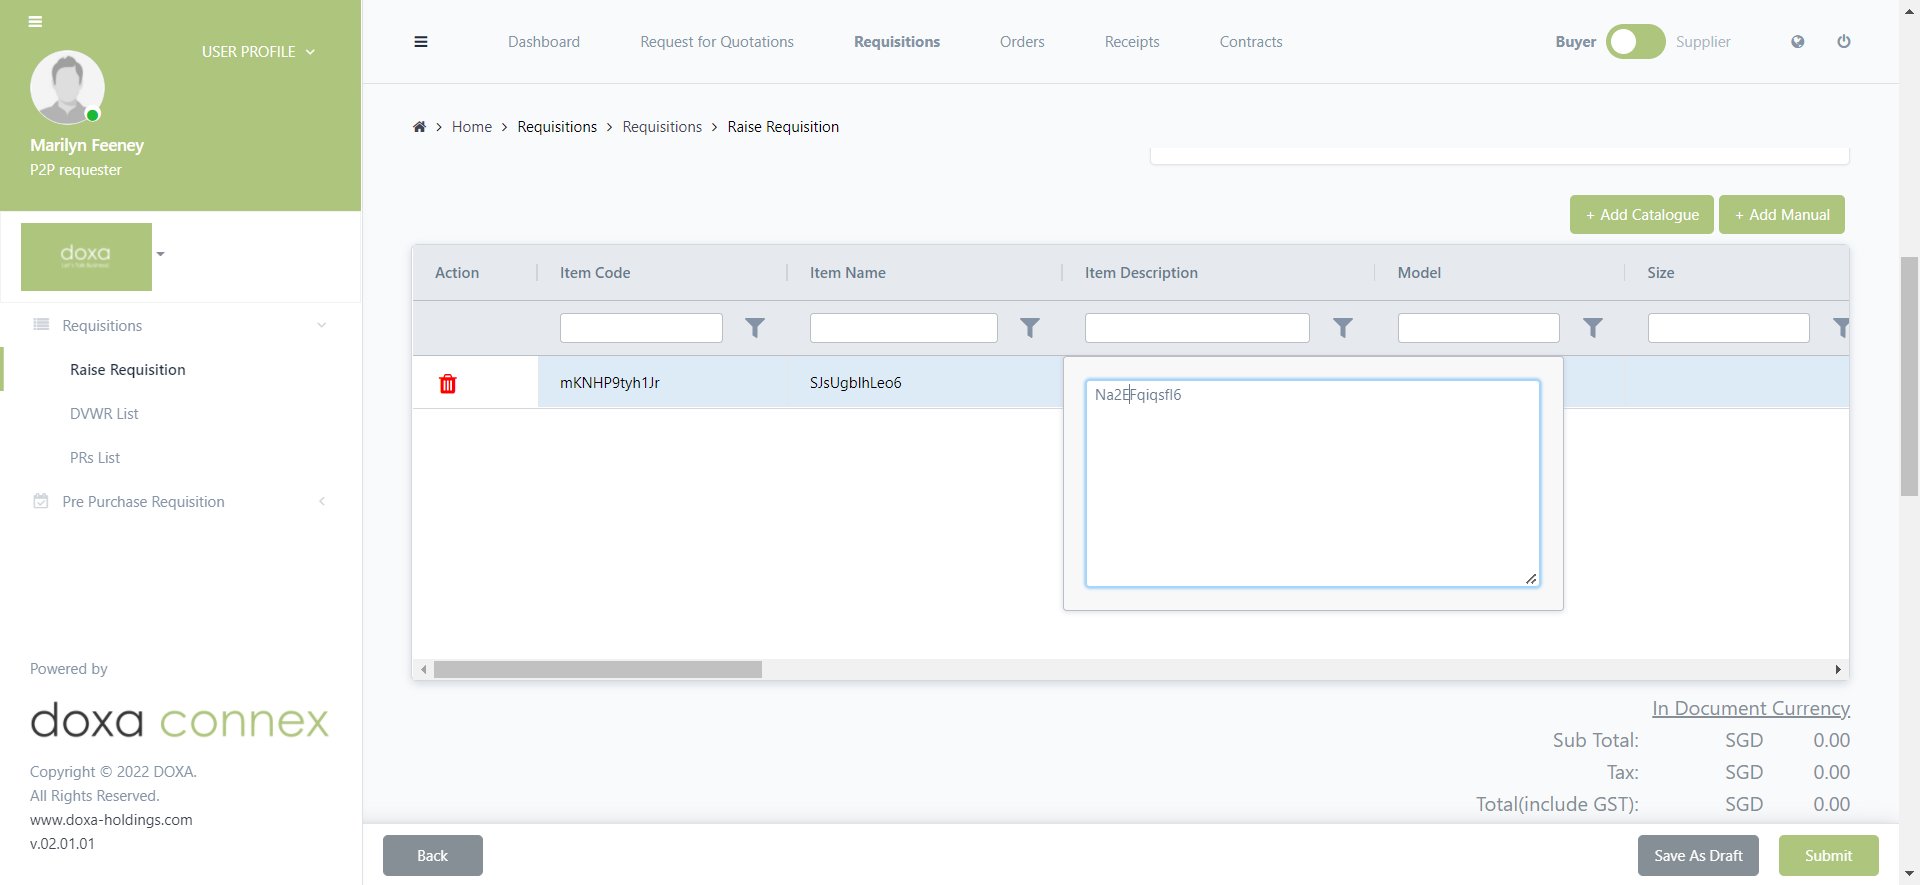 USER PROFILE
Marilyn Feeney
P2P requester
doxa
Requisitions
Raise Requisition
DVWR List
PRs List
Pre Purchase Requisition
Powered by
doxa connex
Copyright © 2022 DOXA.
All Rights Reserved.
www.doxa-holdings.com
v.02.01.01
Dashboard Request for Quotations Requisitions Orders Receipts Contracts Buyer Supplier
Home > Requisitions > Requisitions > Raise Requisition
+ Add Catalogue + Add Manual
Action Item Code Item Name Item Description Model Size
mKNHP9tyh1Jr SJsUgbIhLeo6
Na2EFqiqsfI6
In Document Currency
Sub Total: SGD 0.00
Tax: SGD 0.00
Total(include GST): SGD 0.00
Back Save As Draft Submit